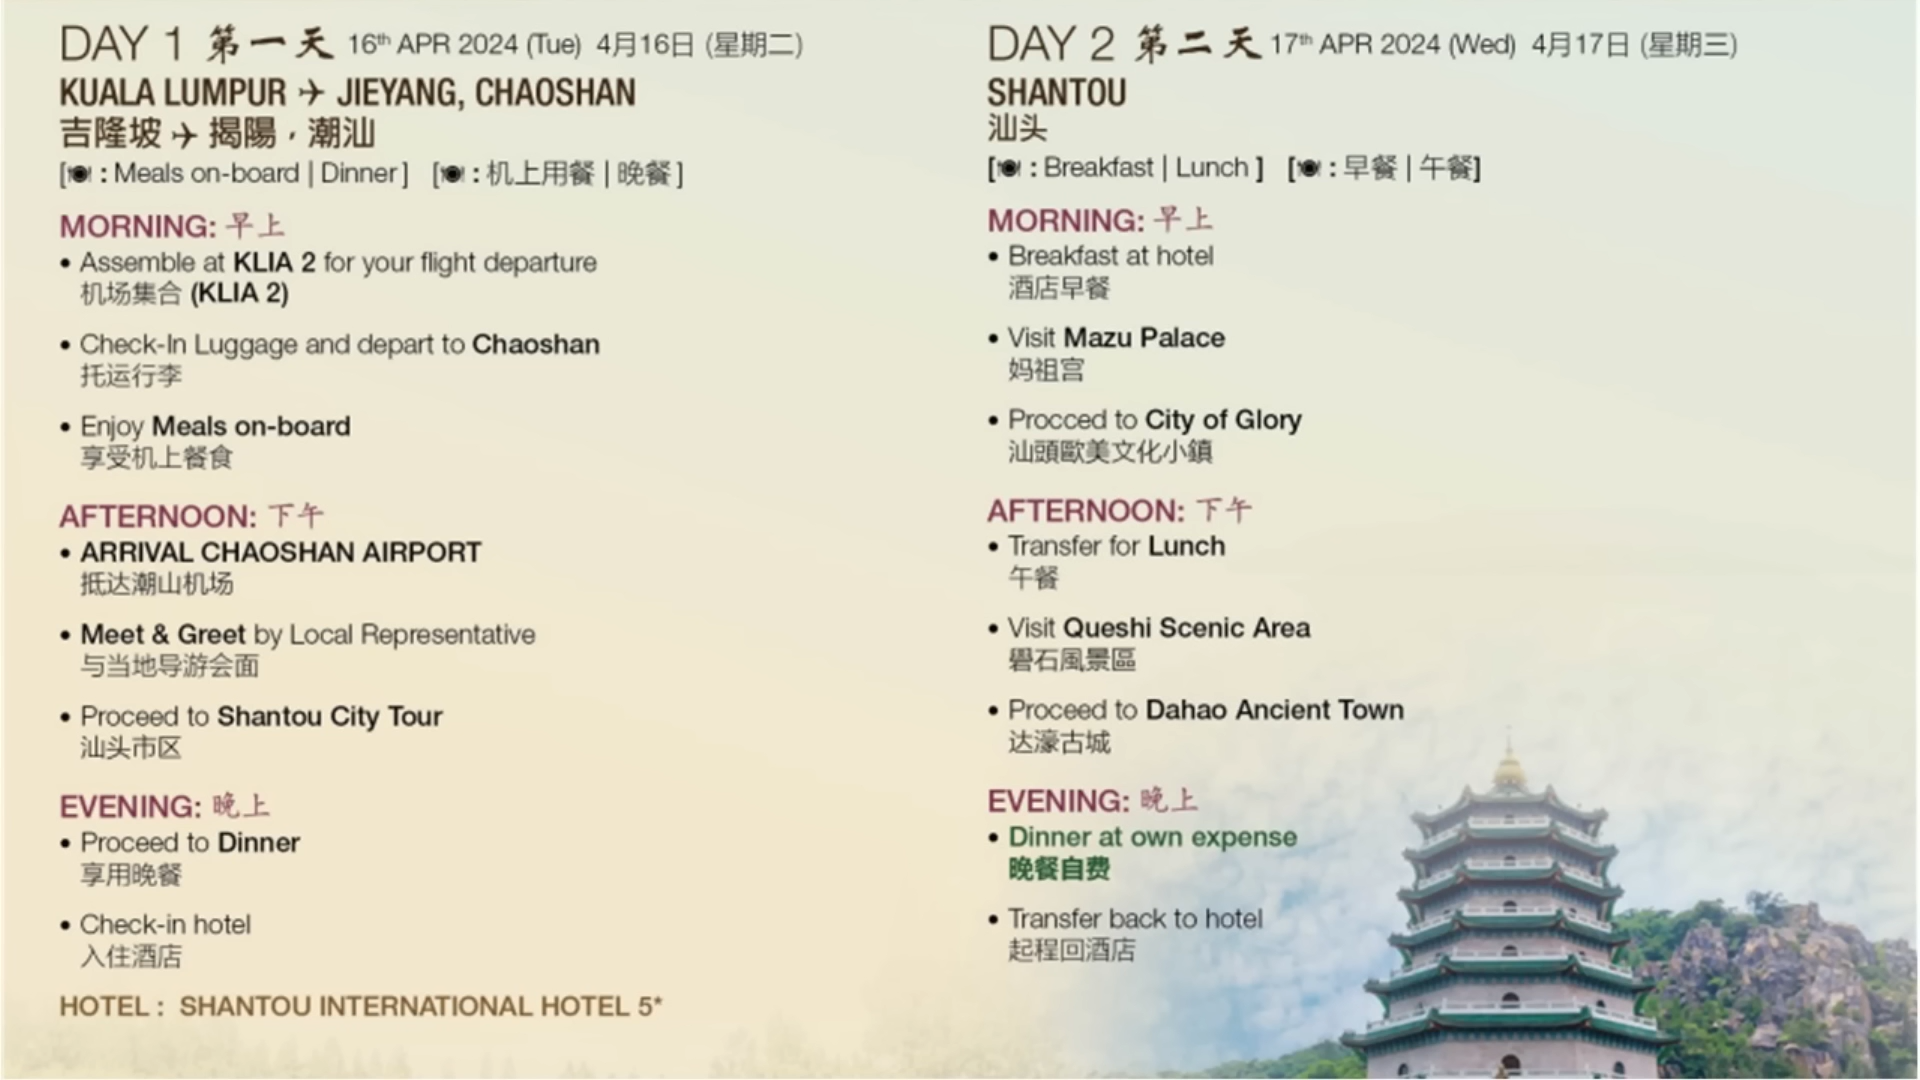 DAY 1 第一天 16th APR 2024 (Tue) 4月16日 (星期二)
KUALA LUMPUR ✈ JIEYANG, CHAOSHAN
吉隆坡 ✈ 揭陽，潮汕
[🍽 : Meals on-board | Dinner] [🍽 : 机上用餐 | 晚餐 ]
MORNING: 早上
• Assemble at KLIA 2 for your flight departure
机场集合 (KLIA 2)
• Check-In Luggage and depart to Chaoshan
托运行李
• Enjoy Meals on-board
享受机上餐食
AFTERNOON: 下午
• ARRIVAL CHAOSHAN AIRPORT
抵达潮山机场
• Meet & Greet by Local Representative
与当地导游会面
• Proceed to Shantou City Tour
汕头市区
EVENING: 晚上
• Proceed to Dinner
享用晚餐
• Check-in hotel
入住酒店
HOTEL : SHANTOU INTERNATIONAL HOTEL 5*
DAY 2 第二天 17th APR 2024 (Wed) 4月17日 (星期三)
SHANTOU
汕头
[🍽 : Breakfast | Lunch ] [🍽 : 早餐 | 午餐]
MORNING: 早上
• Breakfast at hotel
酒店早餐
• Visit Mazu Palace
妈祖宫
• Procced to City of Glory
汕頭歐美文化小鎮
AFTERNOON: 下午
• Transfer for Lunch
午餐
• Visit Queshi Scenic Area
礐石風景區
• Proceed to Dahao Ancient Town
达濠古城
EVENING: 晚上
• Dinner at own expense
晚餐自费
• Transfer back to hotel
起程回酒店